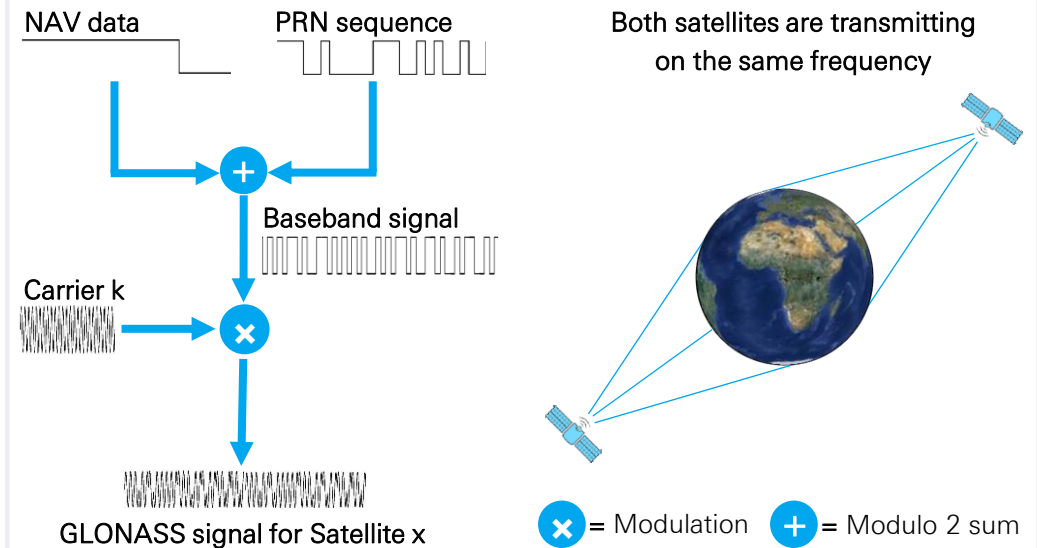 NAV data
PRN sequence
+
Baseband signal
Carrier k
×
GLONASS signal for Satellite x
Both satellites are transmitting
on the same frequency
× = Modulation + = Modulo 2 sum